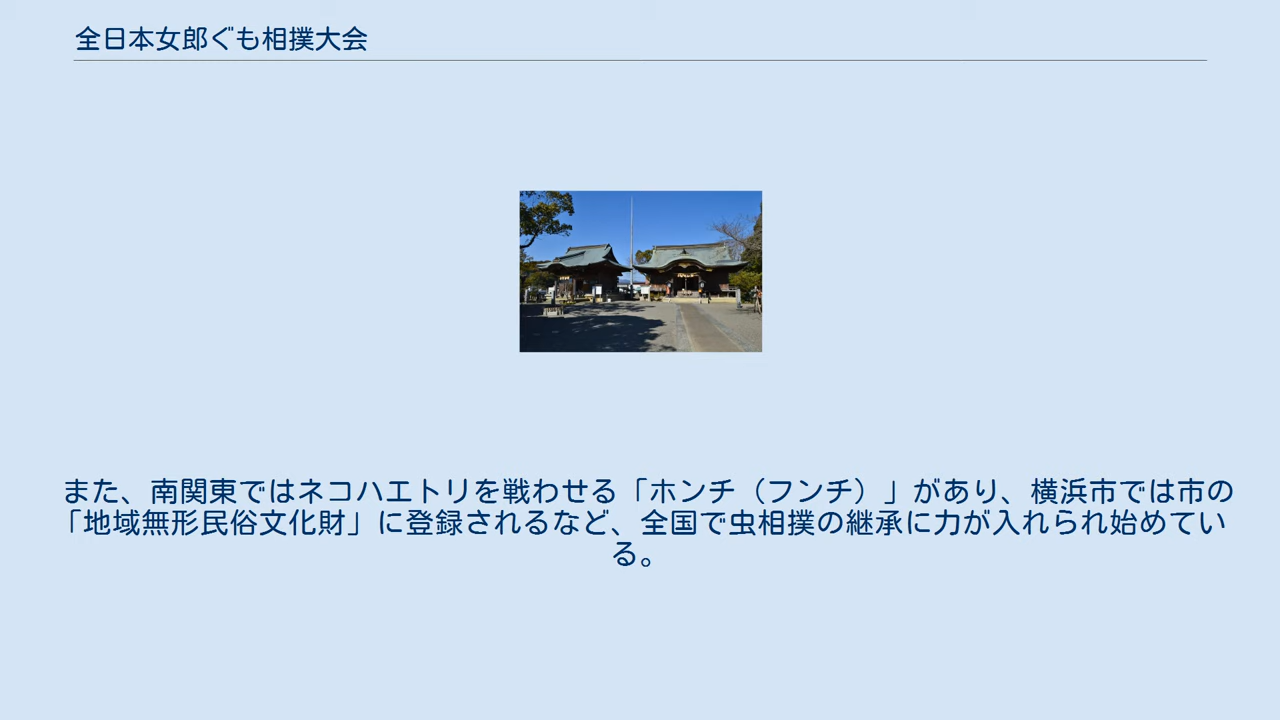 全日本女郎ぐも相撲大会
また、南関東ではネコハエトリを戦わせる「ホンチ（フンチ）」があり、横浜市では市の
「地域無形民俗文化財」に登録されるなど、全国で虫相撲の継承に力が入れられ始めてい
る。